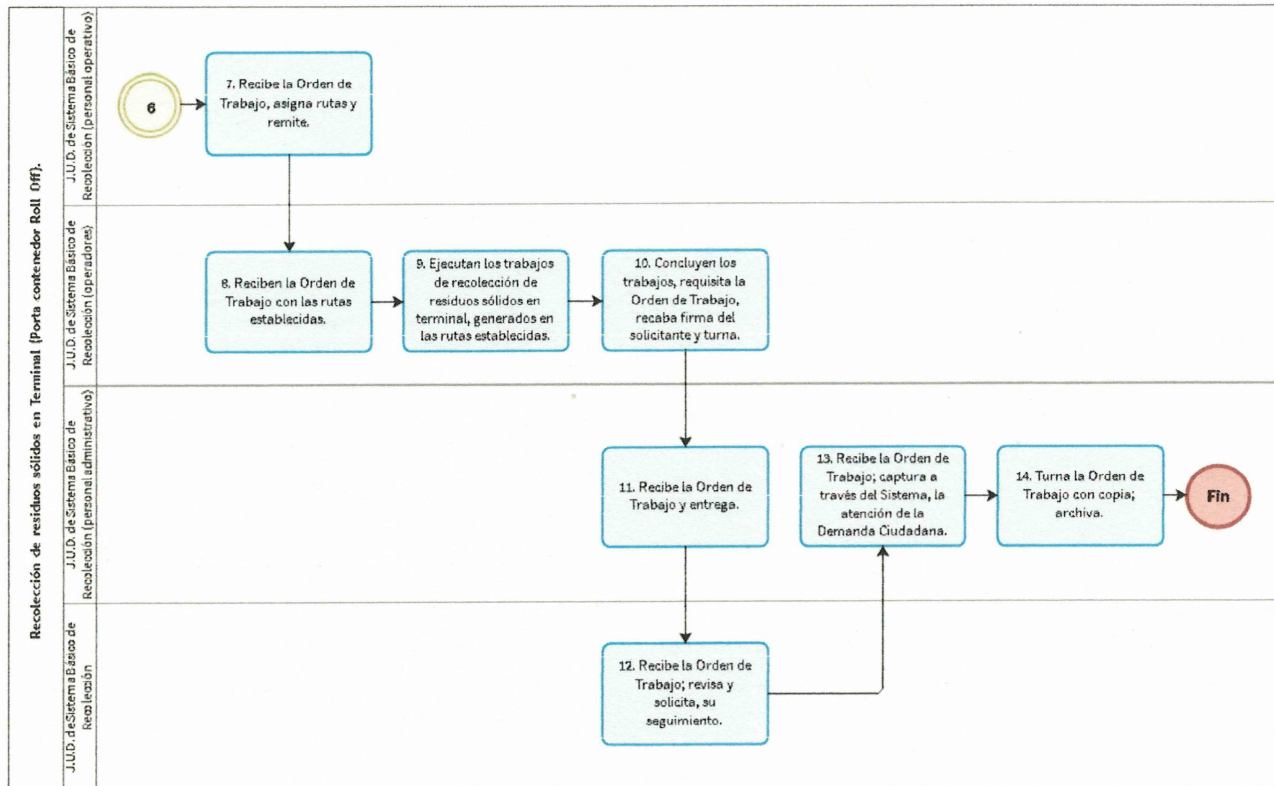 Recolección de residuos sólidos en Terminal (Porta contenedor Roll Off).
J.U.D. de Sistema Básico de
Recolección (personal operativo)
6
7. Recibe la Orden de
Trabajo, asigna rutas y
remite.
J.U.D. de Sistema Básico de
Recolección (operadores)
8. Reciben la Orden de
Trabajo con las rutas
establecidas.
9. Ejecutan los trabajos
de recolección de
residuos sólidos en
terminal, generados en
las rutas establecidas.
10. Concluyen los
trabajos, requisita la
Orden de Trabajo,
recaba firma del
solicitante y turna.
J.U.D. de Sistema Básico de
Recolección (personal administrativo)
11. Recibe la Orden de
Trabajo y entrega.
13. Recibe la Orden de
Trabajo; captura a
través del Sistema, la
atención de la
Demanda Ciudadana.
14. Turna la Orden de
Trabajo con copia;
archiva.
Fin
J.U.D. de Sistema Básico de
Recolección
12. Recibe la Orden de
Trabajo; revisa y
solicita, su
seguimiento.